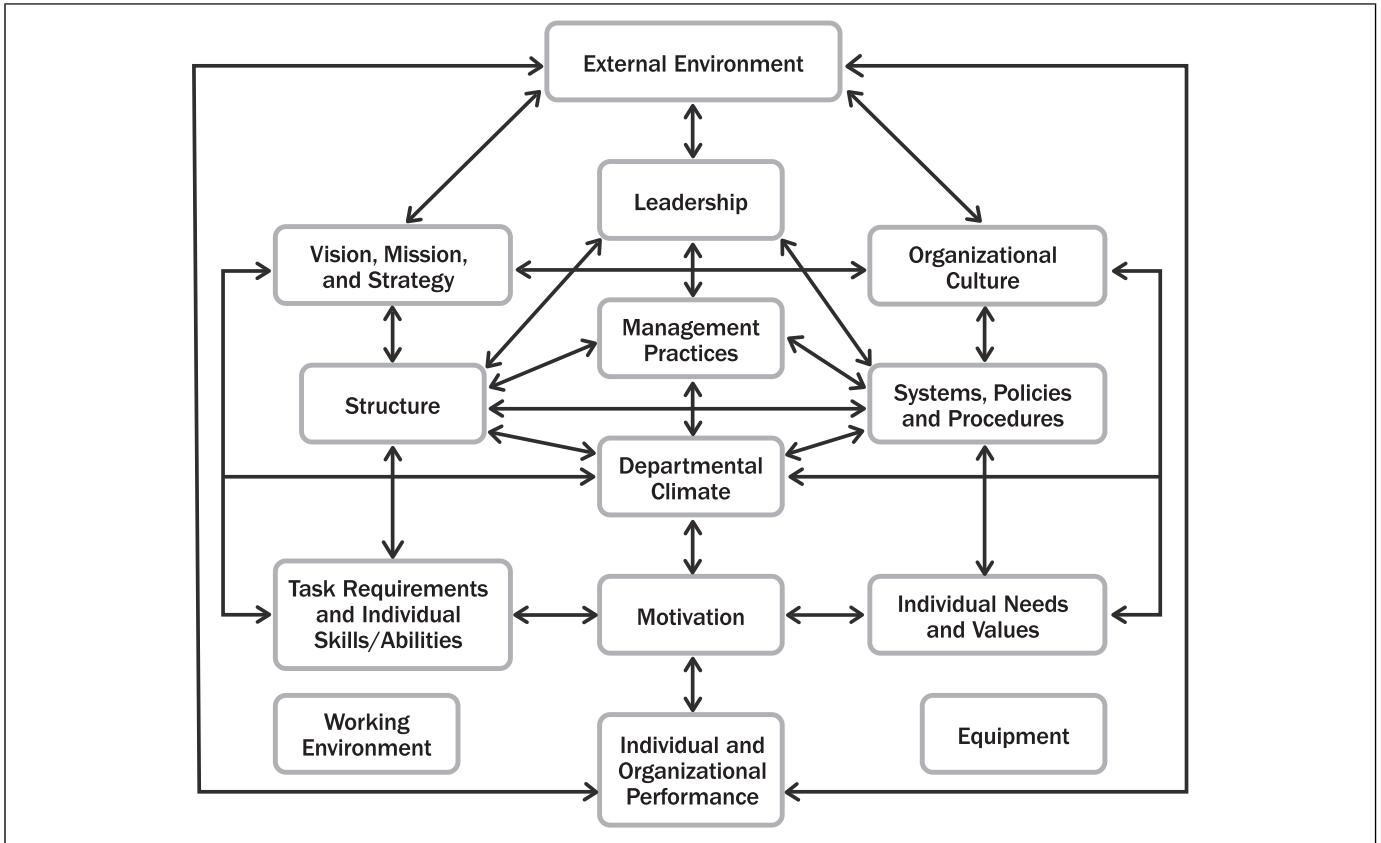 External Environment
Leadership
Vision, Mission,
and Strategy
Organizational
Culture
Management
Practices
Structure
Systems, Policies
and Procedures
Departmental
Climate
Task Requirements
and Individual
Skills/Abilities
Motivation
Individual Needs
and Values
Working
Environment
Individual and
Organizational
Performance
Equipment